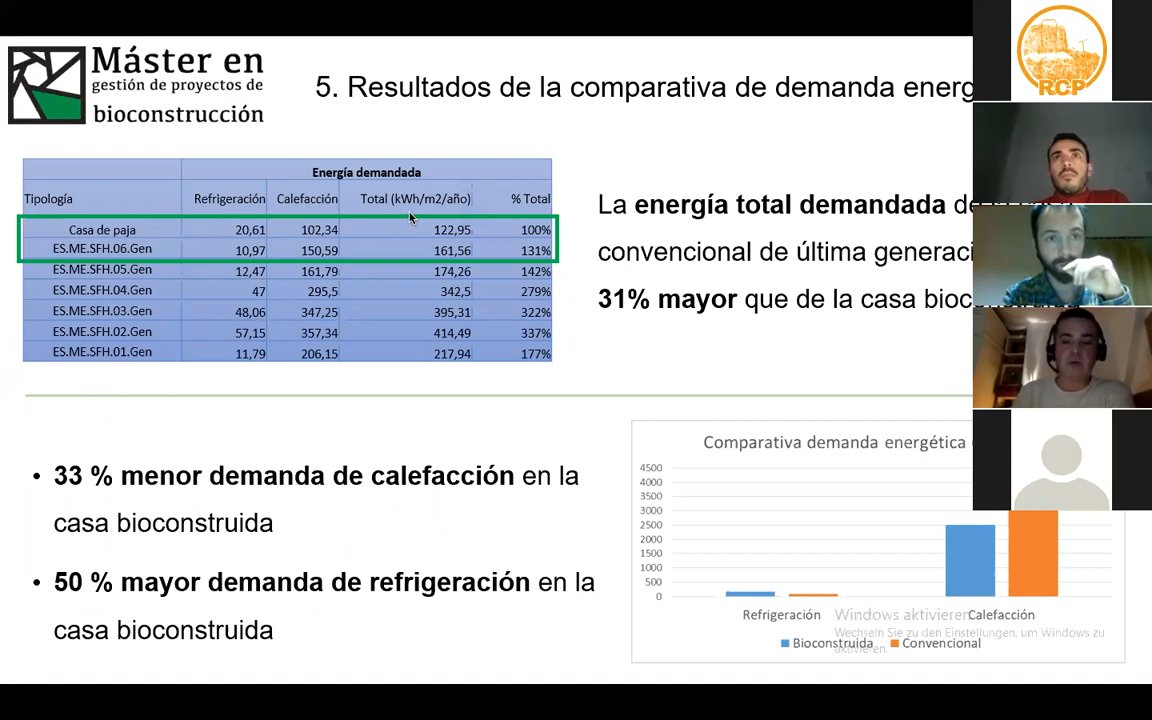 Máster en
gestión de proyectos de
bioconstrucción
5. Resultados de la comparativa de demanda energ
RCP
Energía demandada
Tipología Refrigeración Calefacción Total (kWh/m2/año) % Total
Casa de paja 20,61 102,34 122,95 100%
ES.ME.SFH.06.Gen 10,97 150,59 161,56 131%
ES.ME.SFH.05.Gen 12,47 161,79 174,26 142%
ES.ME.SFH.04.Gen 47 295,5 342,5 279%
ES.ME.SFH.03.Gen 48,06 347,25 395,31 322%
ES.ME.SFH.02.Gen 57,15 357,34 414,49 337%
ES.ME.SFH.01.Gen 11,79 206,15 217,94 177%
La energía total demandada
convencional de última generaci
31% mayor que de la casa bioc
• 33 % menor demanda de calefacción en la
casa bioconstruida
• 50 % mayor demanda de refrigeración en la
casa bioconstruida
Comparativa demanda energética
4500
4000
3500
3000
2500
2000
1500
1000
500
0
Refrigeración Calefacción
Windows aktivieren
Wechseln Sie zu den Einstellungen, um Windows zu
aktivieren.
Bioconstruida Convencional